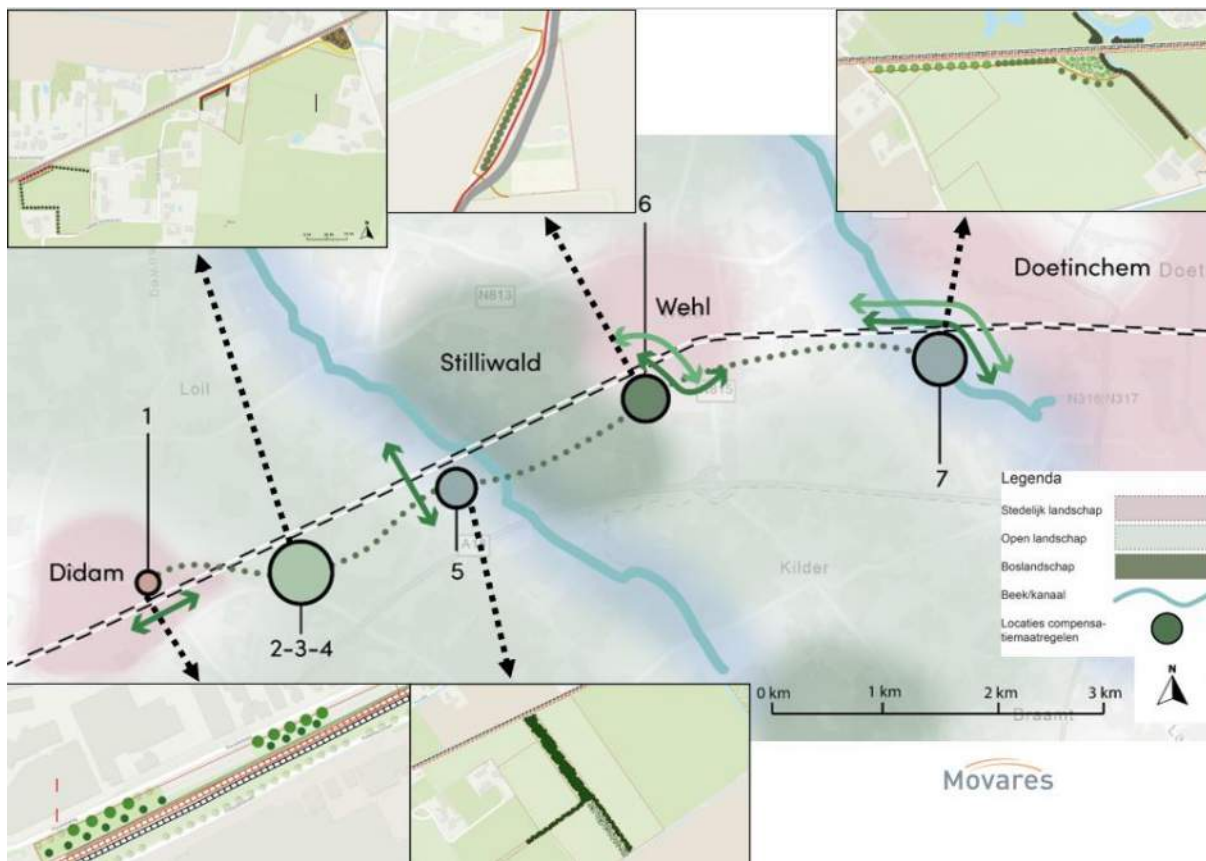 6
N813
Wehl
Doetinchem
Stilliwald
Loil
1
N815
N316 N317
7
Didam
5
Kilder
2-3-4
Legenda
Stedelijk landschap
Open landschap
Boslandschap
Beek/kanaal
Locaties compensa-
tiemaatregelen
N
0 km 1 km 2 km 3 km
Braamt
Movares